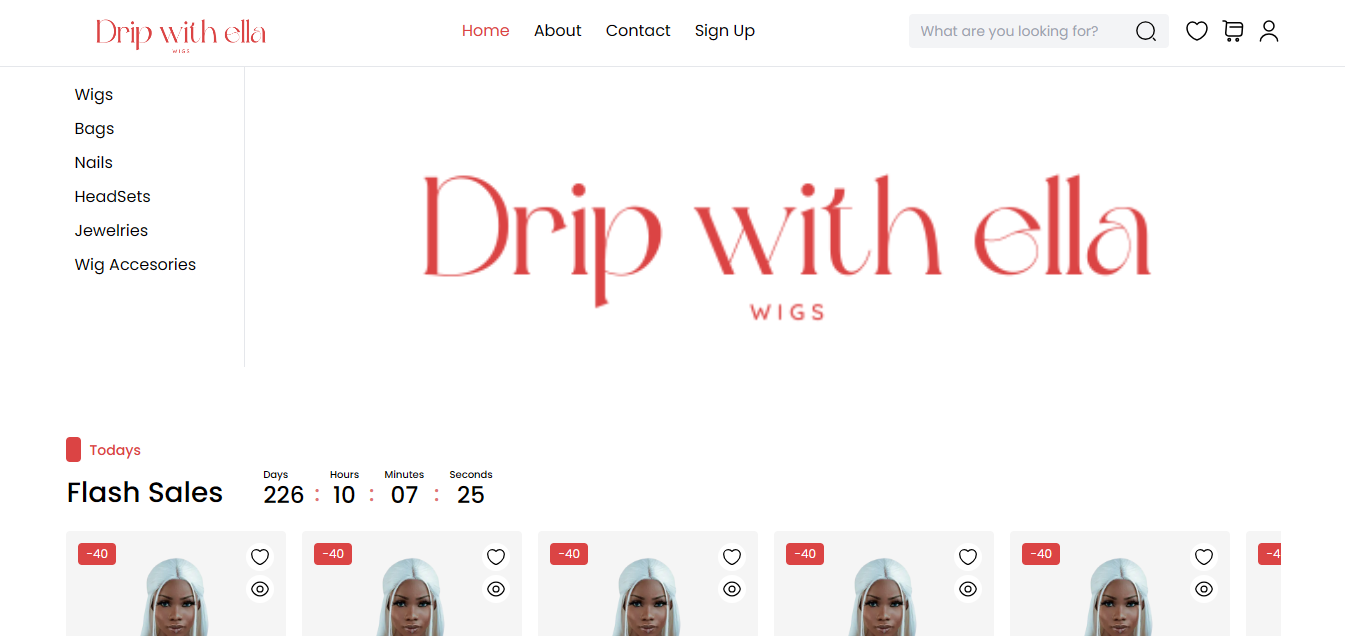 Drip with ella
WIGS
Home About Contact Sign Up
What are you looking for?
Wigs
Bags
Nails
HeadSets
Jewelries
Wig Accesories
Drip with ella
WIGS
Todays
Flash Sales
Days Hours Minutes Seconds
226 : 10 : 07 : 25
-40 -40 -40 -40 -40 -4